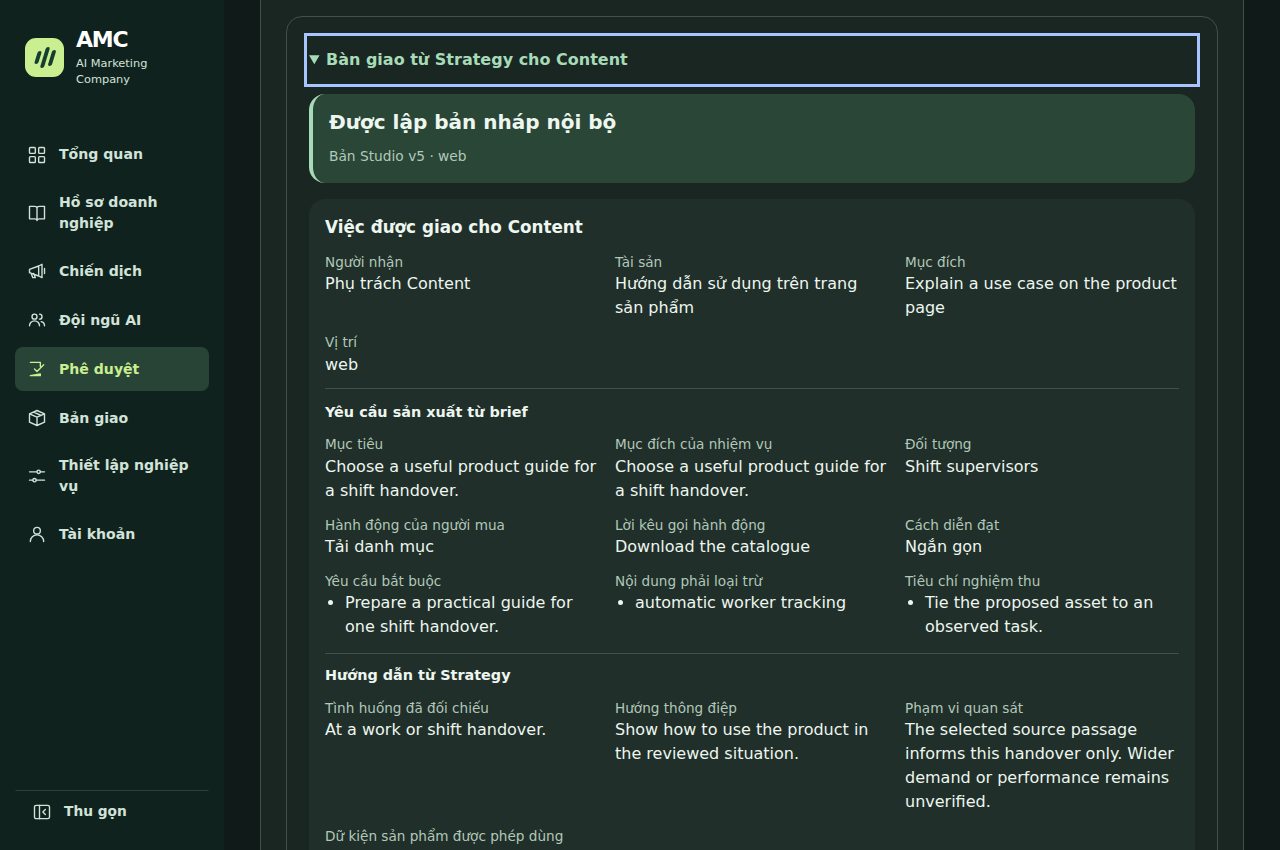 AMC
AI Marketing
Company
Tổng quan
Hồ sơ doanh
nghiệp
Chiến dịch
Đội ngũ AI
Phê duyệt
Bàn giao
Thiết lập nghiệp
vụ
Tài khoản
Thu gọn
Bàn giao từ Strategy cho Content
Được lập bản nháp nội bộ
Bản Studio v5 · web
Việc được giao cho Content
Người nhận
Phụ trách Content
Tài sản
Hướng dẫn sử dụng trên trang
sản phẩm
Mục đích
Explain a use case on the product
page
Vị trí
web
Yêu cầu sản xuất từ brief
Mục tiêu
Choose a useful product guide for
a shift handover.
Mục đích của nhiệm vụ
Choose a useful product guide for
a shift handover.
Đối tượng
Shift supervisors
Hành động của người mua
Tải danh mục
Lời kêu gọi hành động
Download the catalogue
Cách diễn đạt
Ngắn gọn
Yêu cầu bắt buộc
Prepare a practical guide for
one shift handover.
Nội dung phải loại trừ
automatic worker tracking
Tiêu chí nghiệm thu
Tie the proposed asset to an
observed task.
Hướng dẫn từ Strategy
Tình huống đã đối chiếu
At a work or shift handover.
Hướng thông điệp
Show how to use the product in
the reviewed situation.
Phạm vi quan sát
The selected source passage
informs this handover only. Wider
demand or performance remains
unverified.
Dữ kiện sản phẩm được phép dùng